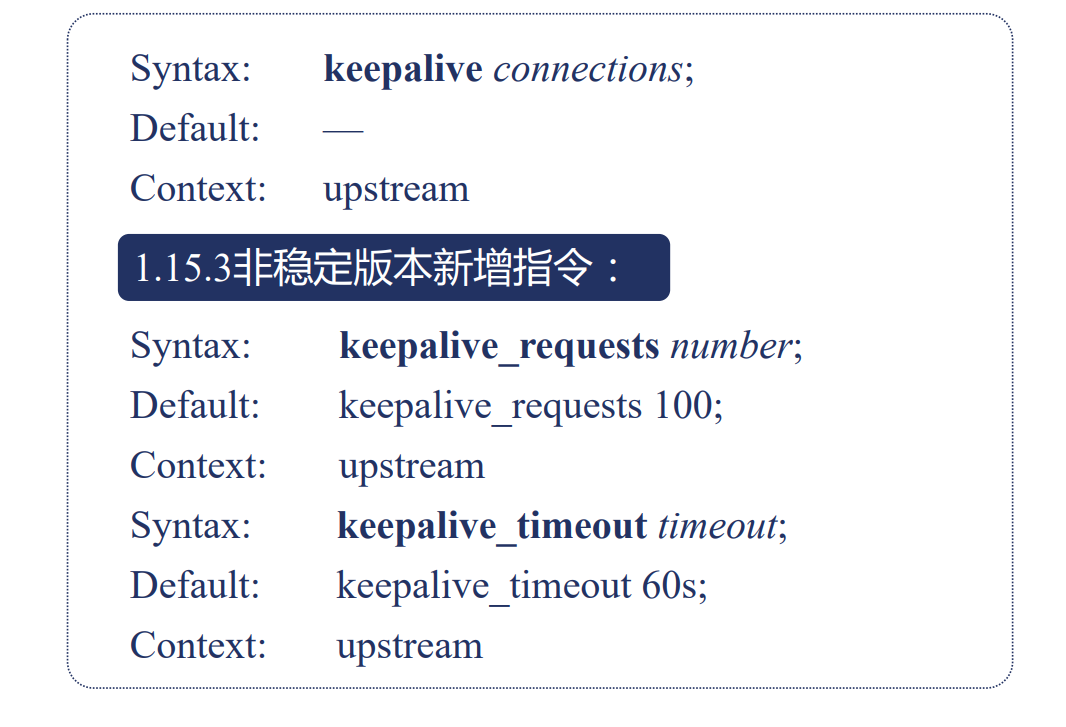 Syntax: keepalive connections;
Default: —
Context: upstream
1.15.3非稳定版本新增指令：
Syntax: keepalive_requests number;
Default: keepalive_requests 100;
Context: upstream
Syntax: keepalive_timeout timeout;
Default: keepalive_timeout 60s;
Context: upstream